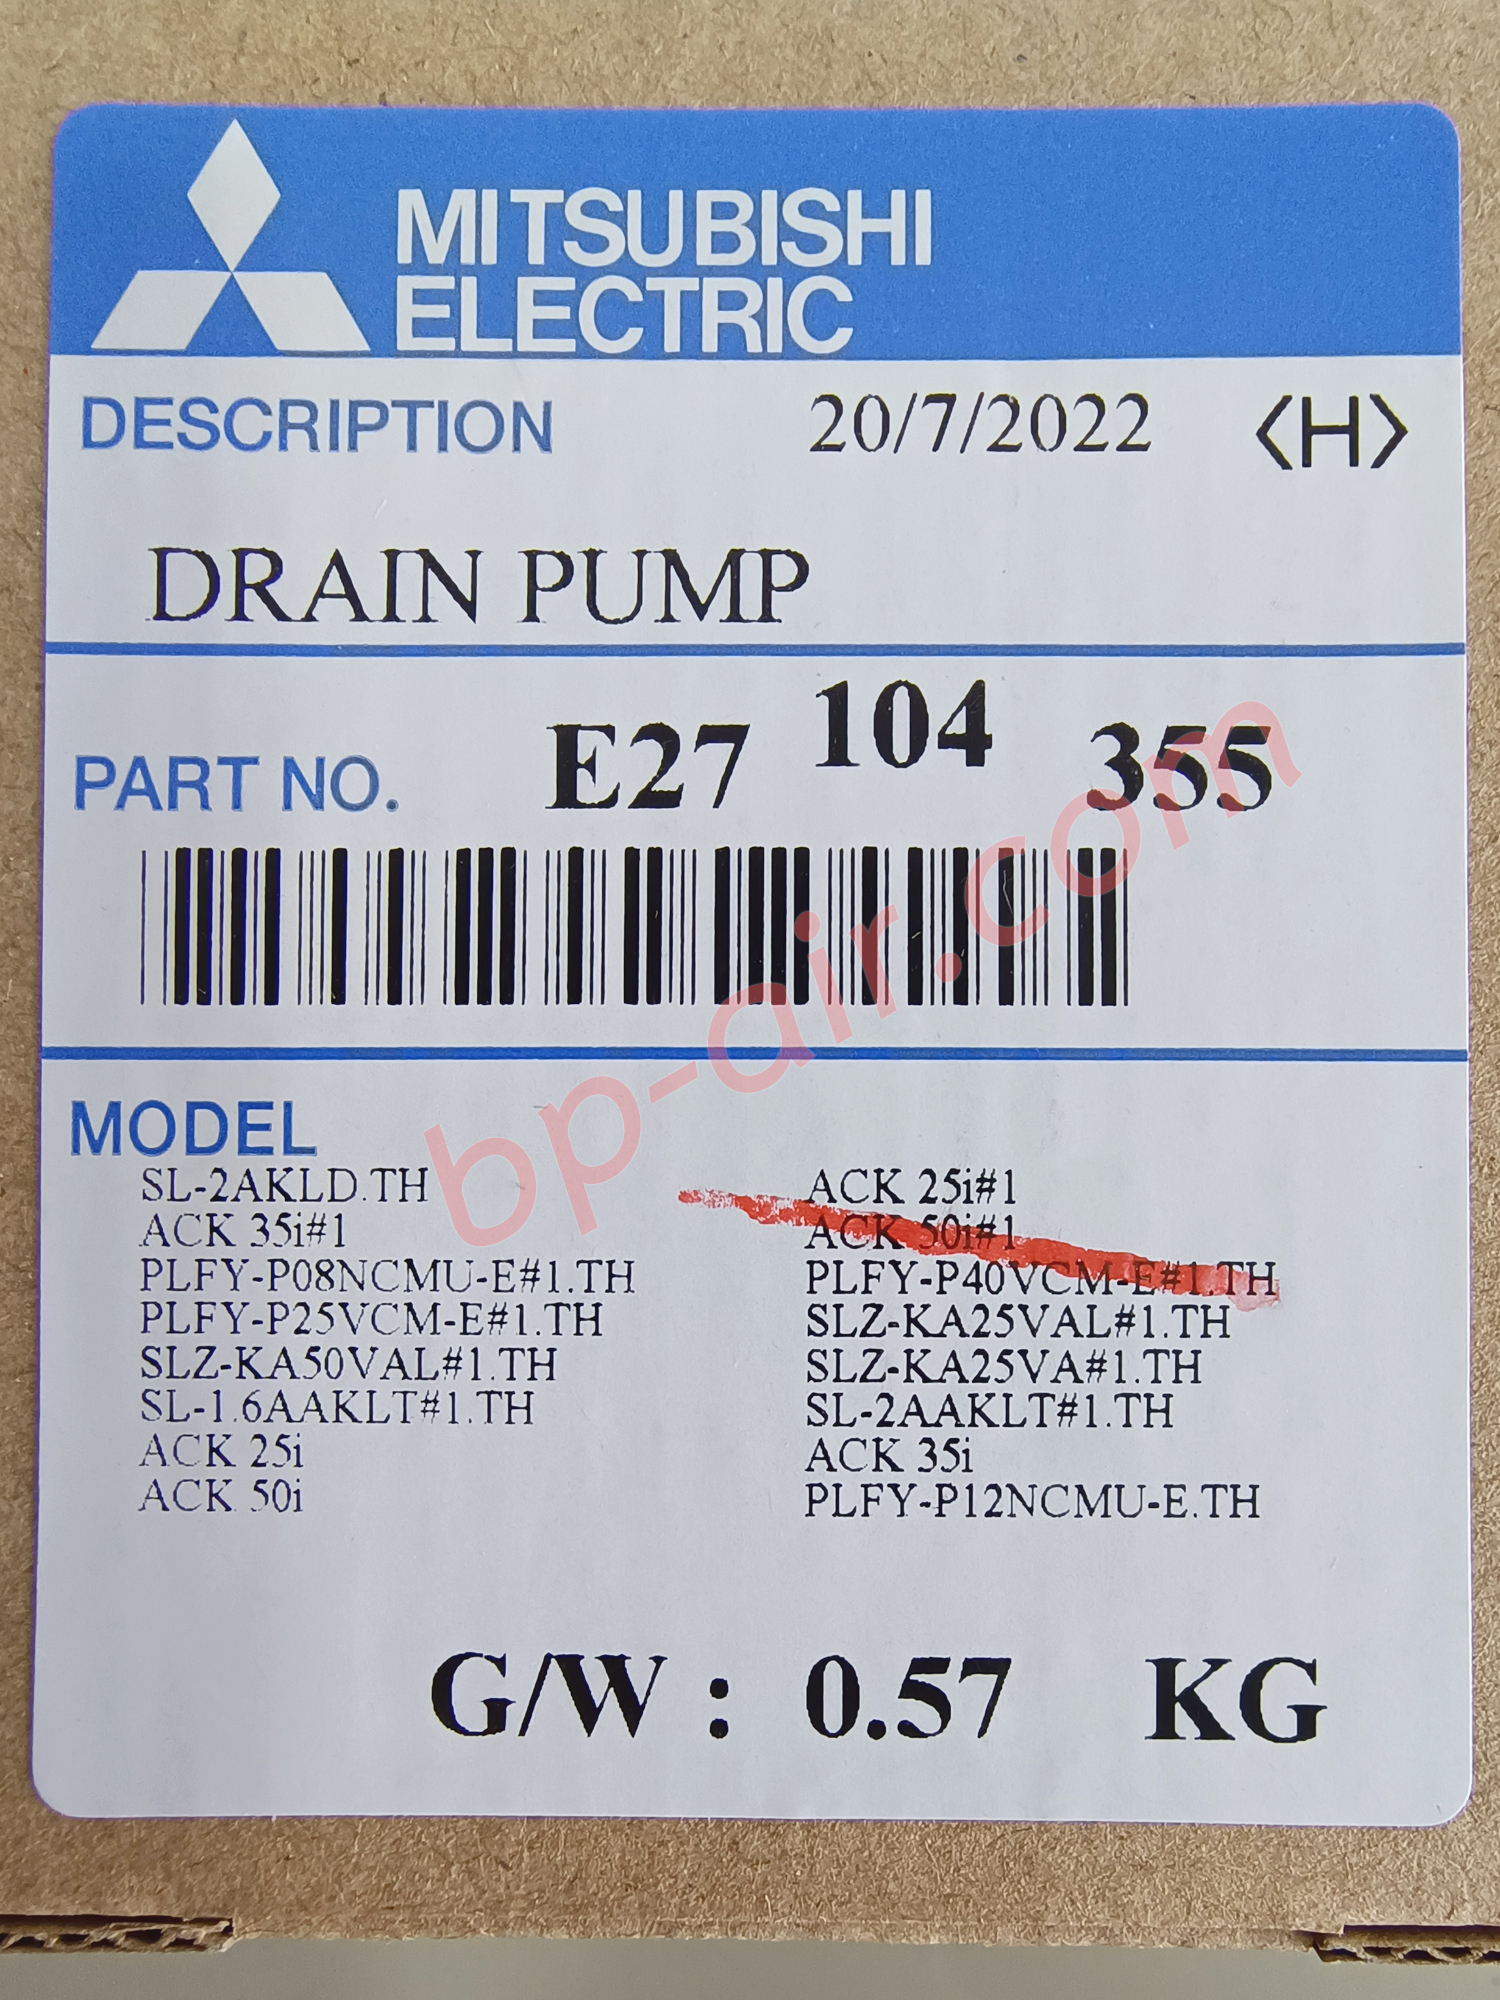 MITSUBISHI
ELECTRIC
DESCRIPTION 20/7/2022 <H>
DRAIN PUMP
PART NO. E27 104 355
MODEL
SL-2AKLD.TH ACK 25i#1
ACK 35i#1 ACK 50i#1
PLFY-P08NCMU-E#1.TH PLFY-P40VCM-E#1.TH
PLFY-P25VCM-E#1.TH SLZ-KA25VAL#1.TH
SLZ-KA50VAL#1.TH SLZ-KA25VA#1.TH
SL-1.6AAKLT#1.TH SL-2AAKLT#1.TH
ACK 25i ACK 35i
ACK 50i PLFY-P12NCMU-E.TH
G/W : 0.57 KG
bp-air.com